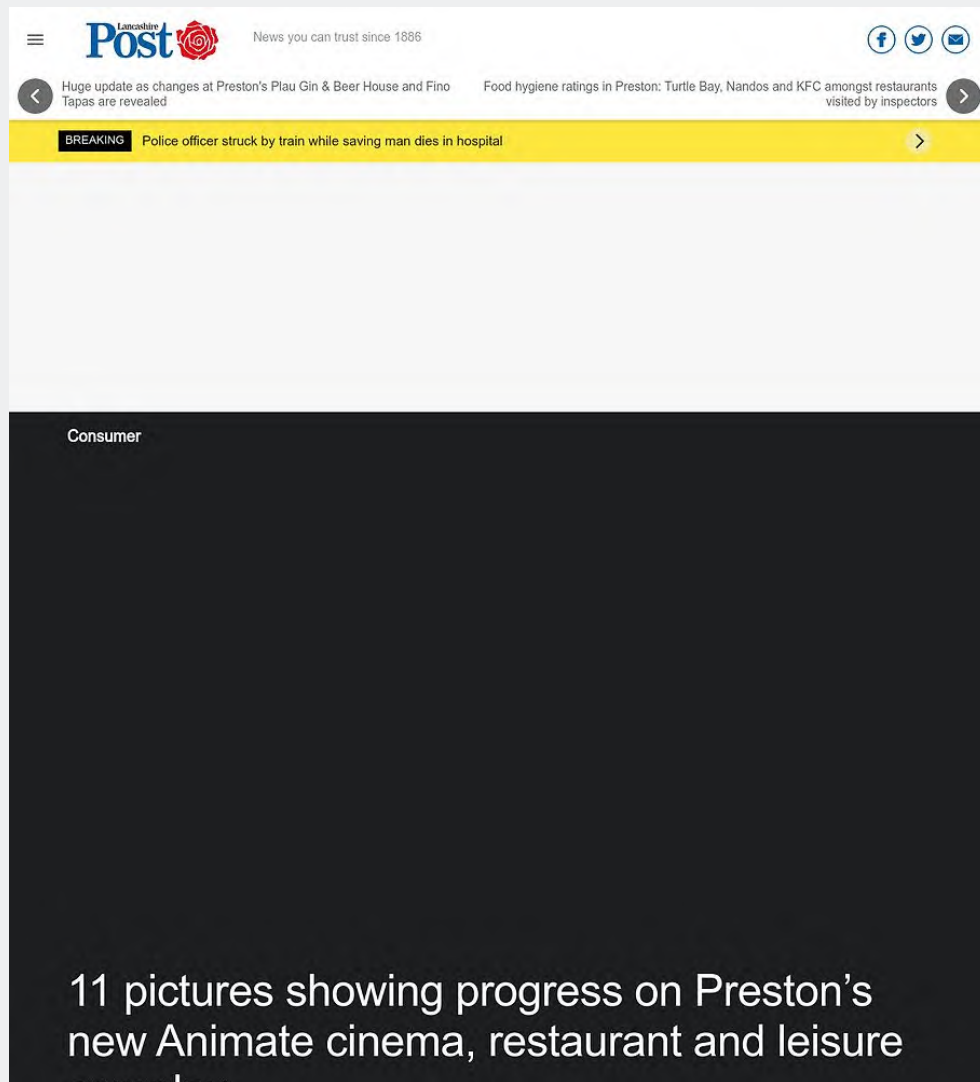 Lancashire
Post
News you can trust since 1886
Huge update as changes at Preston's Plau Gin & Beer House and Fino
Tapas are revealed
Food hygiene ratings in Preston: Turtle Bay, Nandos and KFC amongst restaurants
visited by inspectors
BREAKING
Police officer struck by train while saving man dies in hospital
Consumer
11 pictures showing progress on Preston’s
new Animate cinema, restaurant and leisure